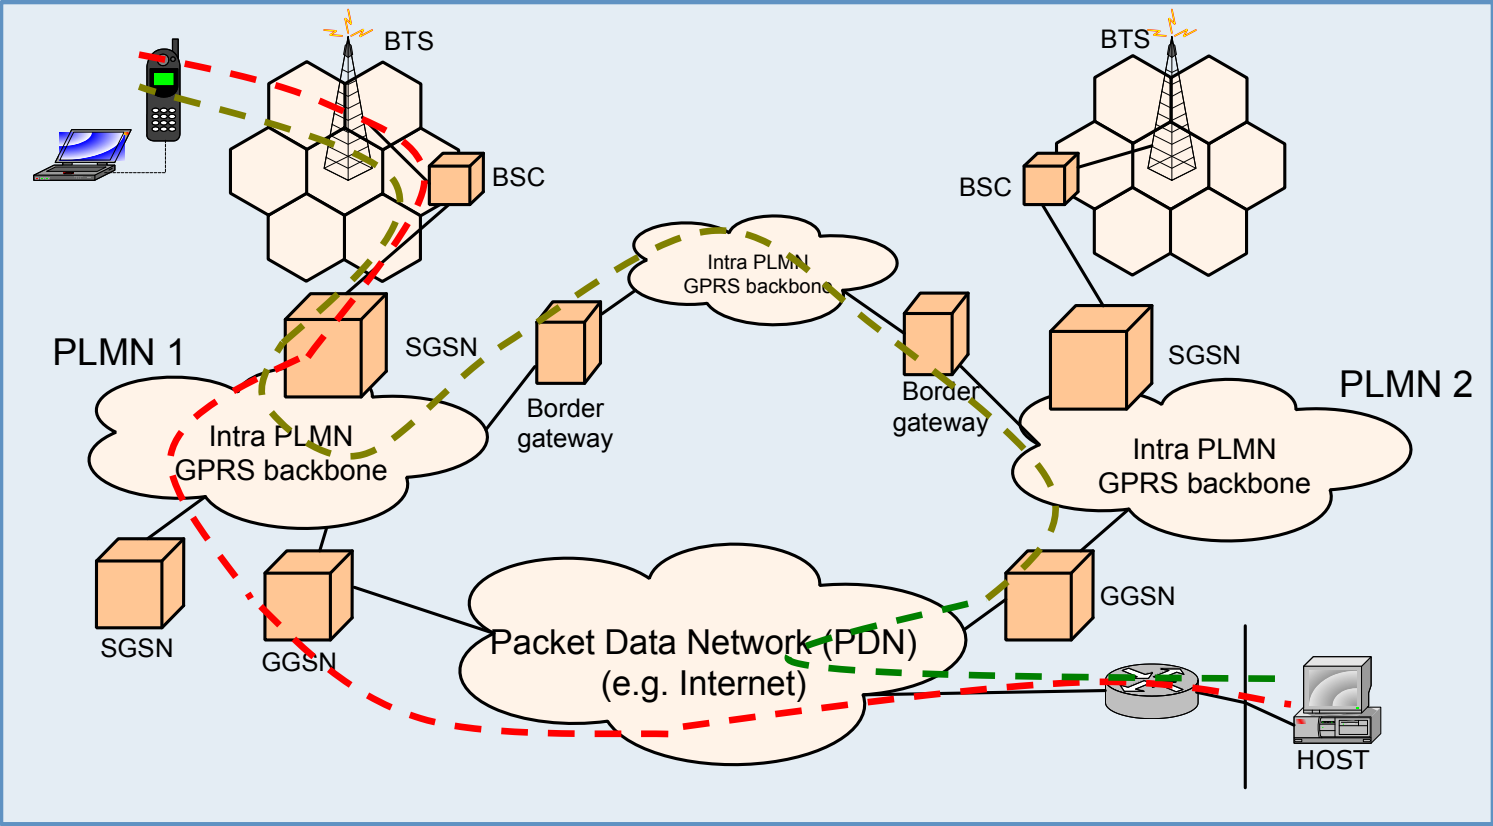 BTS
BTS
BSC
BSC
Intra PLMN
GPRS backbone
PLMN 1
SGSN
SGSN
PLMN 2
Border
gateway
Border
gateway
Intra PLMN
GPRS backbone
Intra PLMN
GPRS backbone
GGSN
SGSN
GGSN
Packet Data Network (PDN)
(e.g. Internet)
HOST